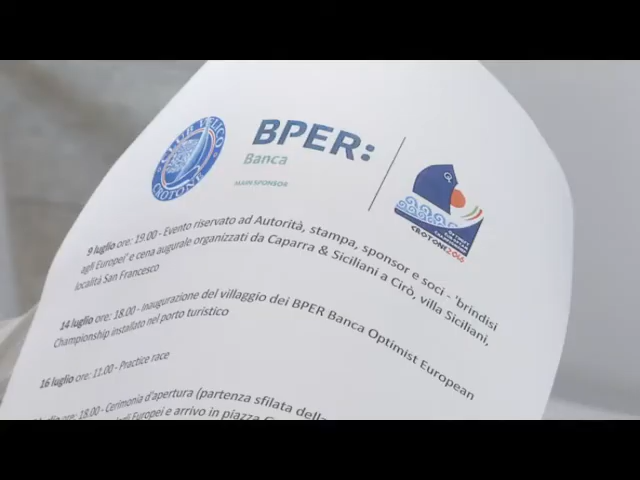 CLUB VELICO
CROTONE
BPER:
Banca
MAIN SPONSOR
CROTONE2016
9 luglio ore: 19.00 - Evento riservato ad Autorità, stampa, sponsor e soci - 'brindisi
agli Europei' e cena augurale organizzati da Caparra & Siciliani a Cirò, villa Siciliani,
località San Francesco
14 luglio ore: 18.00 - Inaugurazione del villaggio dei BPER Banca Optimist European
Championship installato nel porto turistico
16 luglio ore: 11.00 - Practice race
ore: 18.00 - Cerimonia d'apertura (partenza sfilata della
Europei e arrivo in piazza